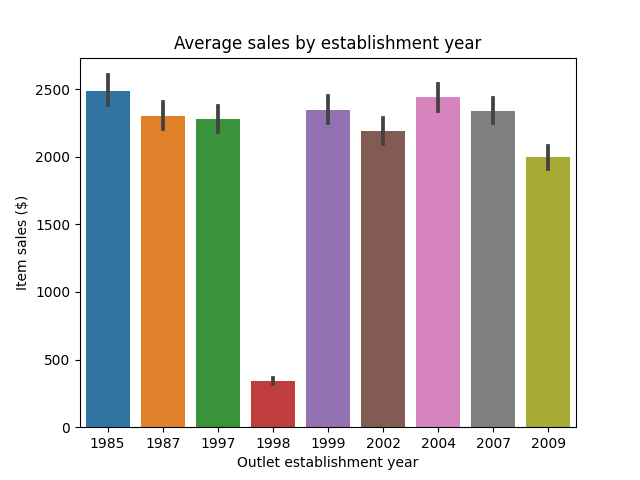 Average sales by establishment year
Item sales ($)
2500
2000
1500
1000
500
0
1985 1987 1997 1998 1999 2002 2004 2007 2009
Outlet establishment year